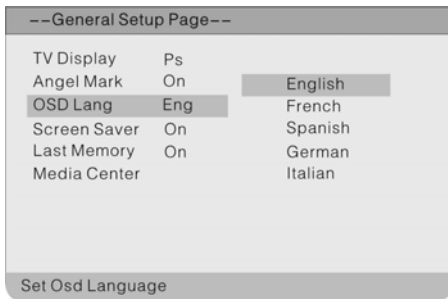 --General Setup Page--
TV Display Ps
Angel Mark On
OSD Lang Eng
Screen Saver On
Last Memory On
Media Center
English
French
Spanish
German
Italian
Set Osd Language